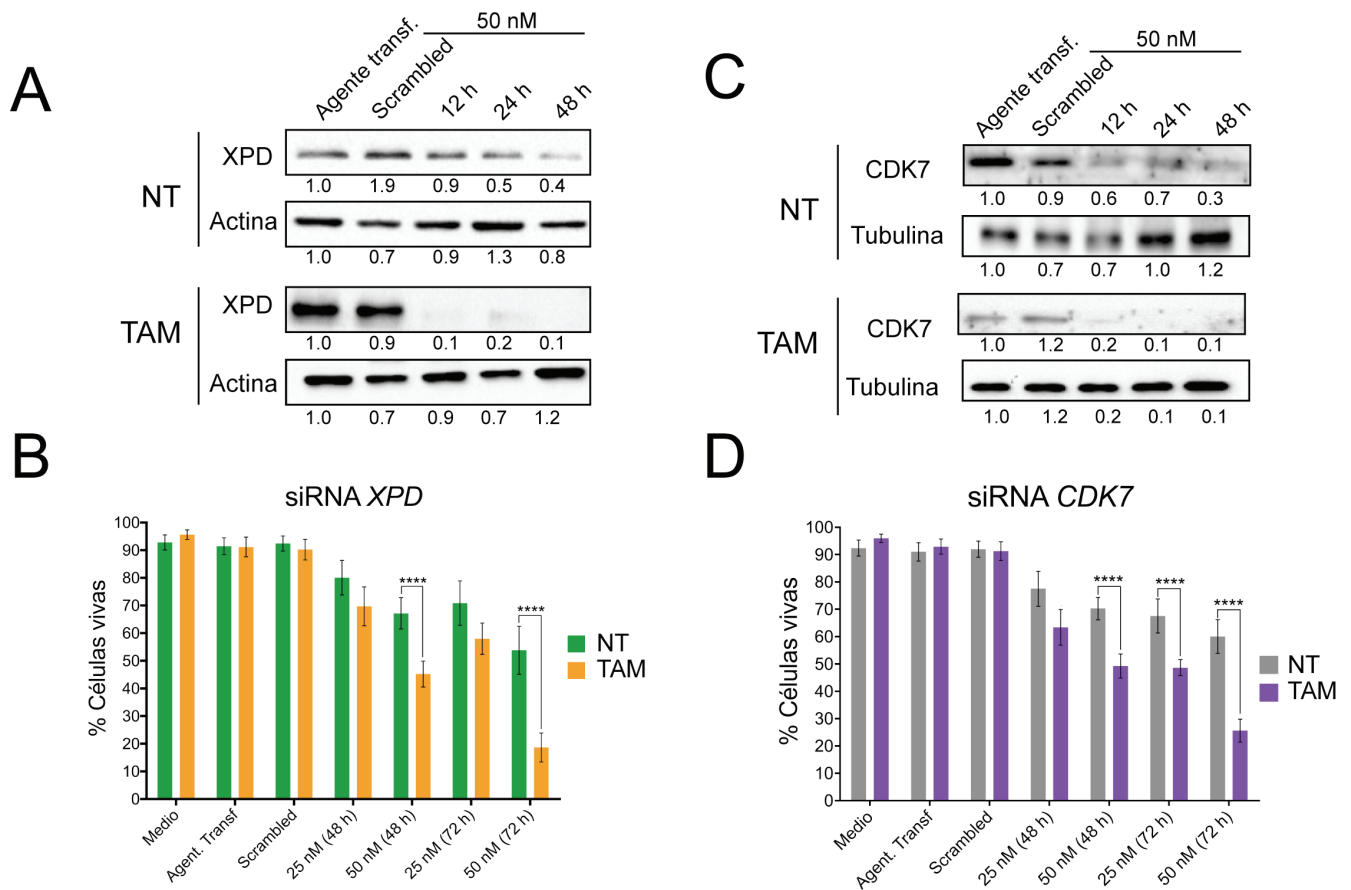 A
50 nM
Agente transf.
Scrambled
12 h
24 h
48 h
NT
XPD
1.0 1.9 0.9 0.5 0.4
Actina
1.0 0.7 0.9 1.3 0.8
TAM
XPD
1.0 0.9 0.1 0.2 0.1
Actina
1.0 0.7 0.9 0.7 1.2
C
50 nM
Agente transf.
Scrambled
12 h
24 h
48 h
NT
CDK7
1.0 0.9 0.6 0.7 0.3
Tubulina
1.0 0.7 0.7 1.0 1.2
TAM
CDK7
1.0 1.2 0.2 0.1 0.1
Tubulina
1.0 1.2 0.2 0.1 0.1
B
siRNA XPD
% Células vivas
100
90
80
70
60
50
40
30
20
10
0
****
****
NT
TAM
Medio
Agent. Transf
Scrambled
25 nM (48 h)
50 nM (48 h)
25 nM (72 h)
50 nM (72 h)
D
siRNA CDK7
% Células vivas
100
90
80
70
60
50
40
30
20
10
0
****
****
****
NT
TAM
Medio
Agent. Transf
Scrambled
25 nM (48 h)
50 nM (48 h)
25 nM (72 h)
50 nM (72 h)